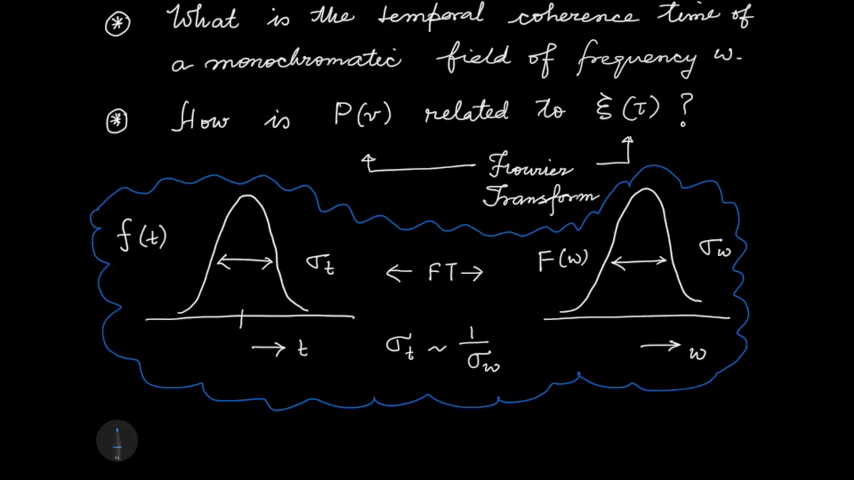 * What is the temporal coherence time of
a monochromatic field of frequency ω.
* How is P(ν) related to ξ(τ) ?
Fourier
Transform
f(t)
σt
← FT →
F(ω)
σω
→ t
σt ~ 1/σω
→ ω